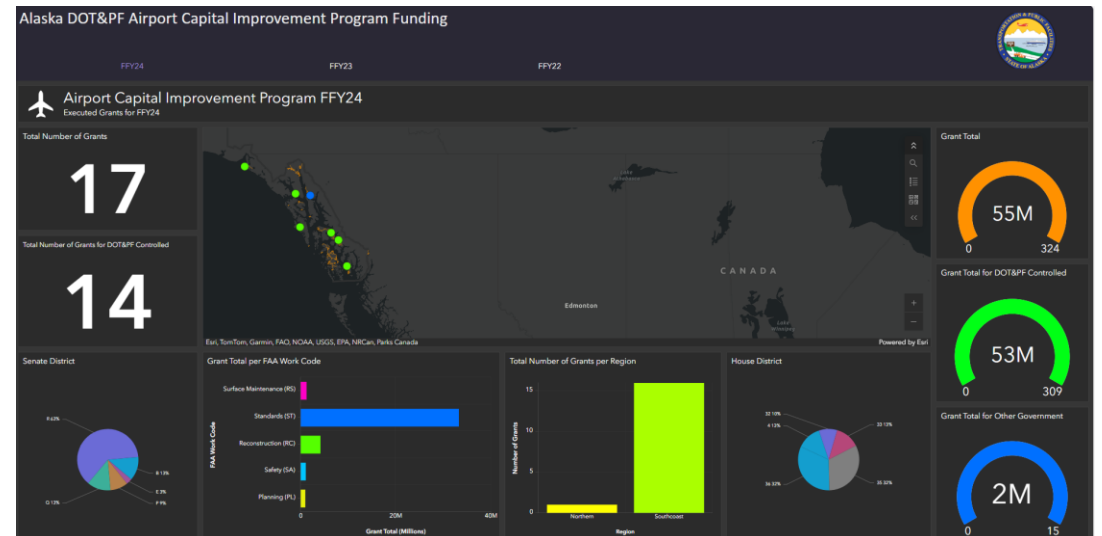 Alaska DOT&PF Airport Capital Improvement Program Funding
FFY24
FFY23
FFY22
Airport Capital Improvement Program FFY24
Executed Grants for FFY24
Total Number of Grants
17
Total Number of Grants for DOT&PF Controlled
14
CANADA
Edmonton
Lake
Winnipeg
Esri, TomTom, Garmin, FAO, NOAA, USGS, EPA, NRCan, Parks Canada
Powered by Esri
Grant Total
55M
0
324
Grant Total for DOT&PF Controlled
53M
0
309
Grant Total for Other Government
2M
0
15
Senate District
B 13%
E 3%
P 9%
Q 13%
Grant Total per FAA Work Code
FAA Work Code
Surface Maintenance (RS)
Standards (ST)
Reconstruction (RC)
Safety (SA)
Planning (PL)
0
20M
40M
Grant Total (Millions)
Total Number of Grants per Region
Number of Grants
15
10
5
0
Northern
Southcoast
Region
House District